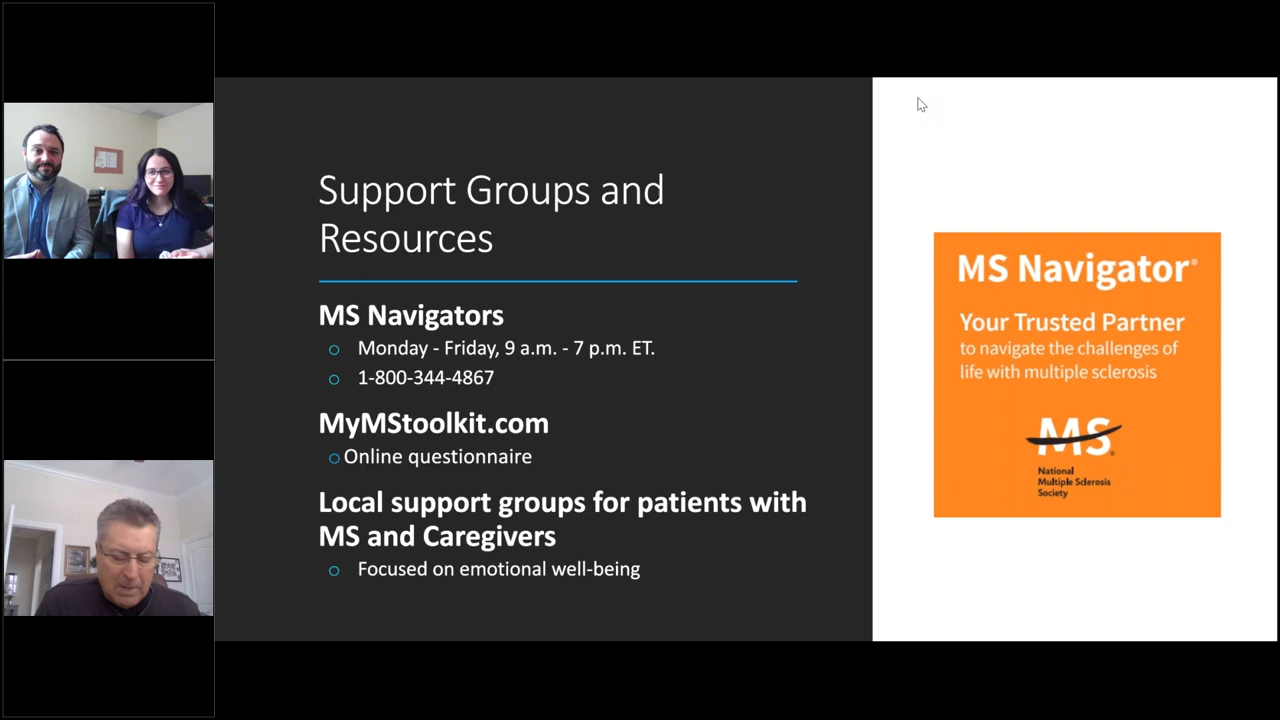 Support Groups and
Resources
MS Navigators
o Monday - Friday, 9 a.m. - 7 p.m. ET.
o 1-800-344-4867
MyMStoolkit.com
o Online questionnaire
Local support groups for patients with
MS and Caregivers
o Focused on emotional well-being
MS Navigator®
Your Trusted Partner
to navigate the challenges of
life with multiple sclerosis
MS®
National
Multiple Sclerosis
Society